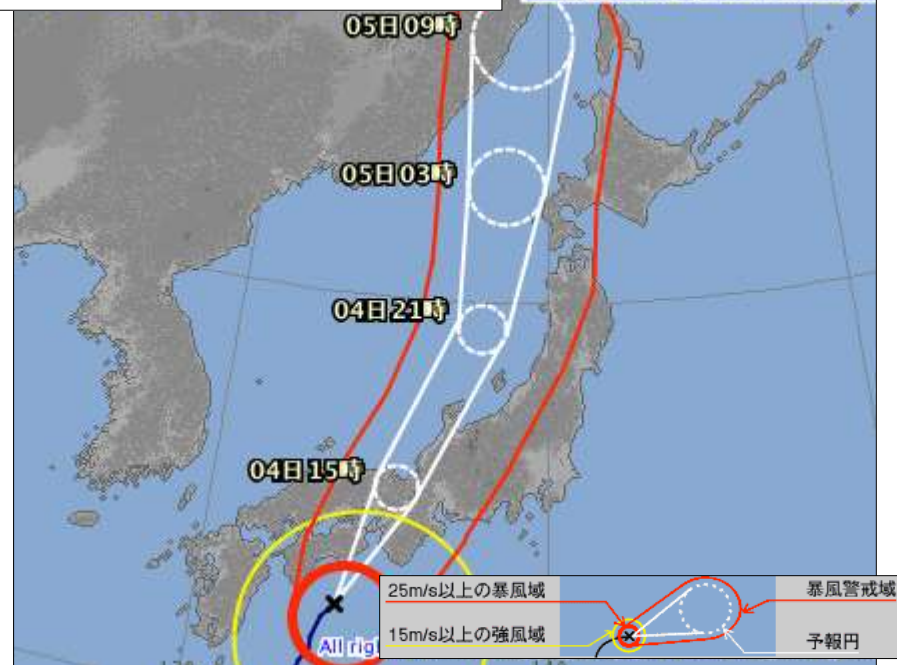 05日09時
05日03時
04日21時
04日15時
All righ
25m/s以上の暴風域
暴風警戒域
15m/s以上の強風域
予報円